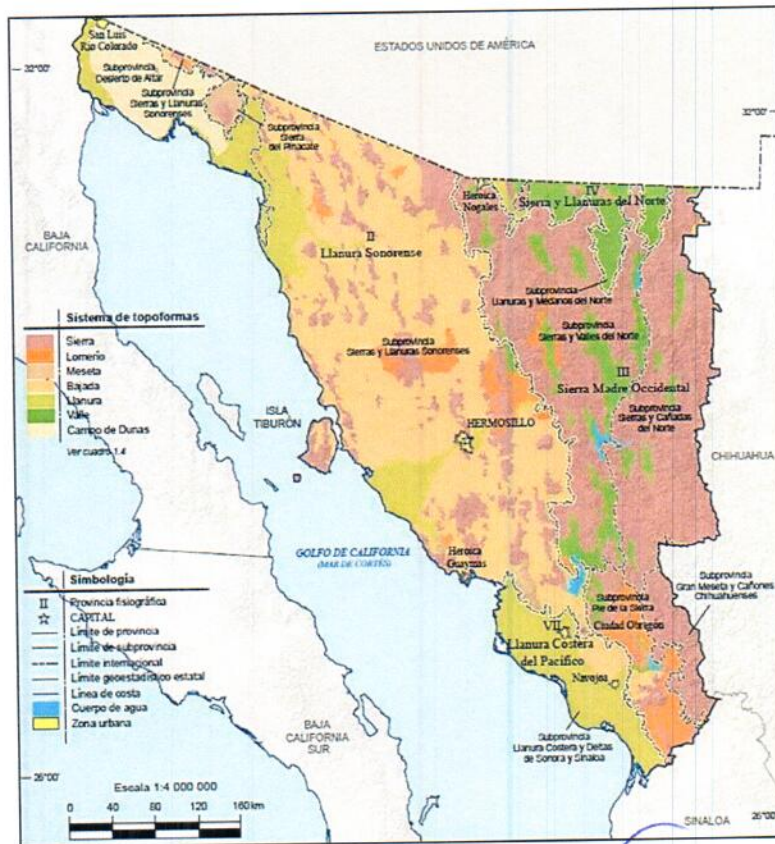 San Luis
Río Colorado
ESTADOS UNIDOS DE AMÉRICA
32°00'
32°00'
Subprovincia
Desierto de Altar
Subprovincia
Sierras y Llanuras
Sonorenses
Subprovincia
Sierra
del Pinacate
Heroica
Nogales
IV
Sierra y Llanuras del Norte
BAJA
CALIFORNIA
II
Llanura Sonorense
Subprovincia
Llanuras y Médanos del Norte
Sistema de topoformas
Sierra
Lomerío
Meseta
Bajada
Llanura
Valle
Campo de Dunas
Ver cuadro 1.4
Subprovincia
Sierras y Llanuras Sonorenses
Subprovincia
Sierras y Valles del Norte
III
Sierra Madre Occidental
Subprovincia
Sierras y Cañadas
del Norte
ISLA
TIBURÓN
HERMOSILLO
CHIHUAHUA
GOLFO DE CALIFORNIA
(MAR DE CORTÉS)
Heroica
Guaymas
Subprovincia
Gran Meseta y Cañones
Chihuahuenses
Simbología
II Provincia fisiográfica
CAPITAL
Límite de provincia
Límite de subprovincia
Límite internacional
Límite geoestadístico estatal
Línea de costa
Cuerpo de agua
Zona urbana
Subprovincia
Pie de la Sierra
Ciudad Obregón
VII
Llanura Costera
del Pacífico
Navojoa
BAJA
CALIFORNIA
SUR
Subprovincia
Llanura Costera y Deltas
de Sonora y Sinaloa
26°00'
Escala 1:4 000 000
0 40 80 120 160 km
SINALOA
26°00'